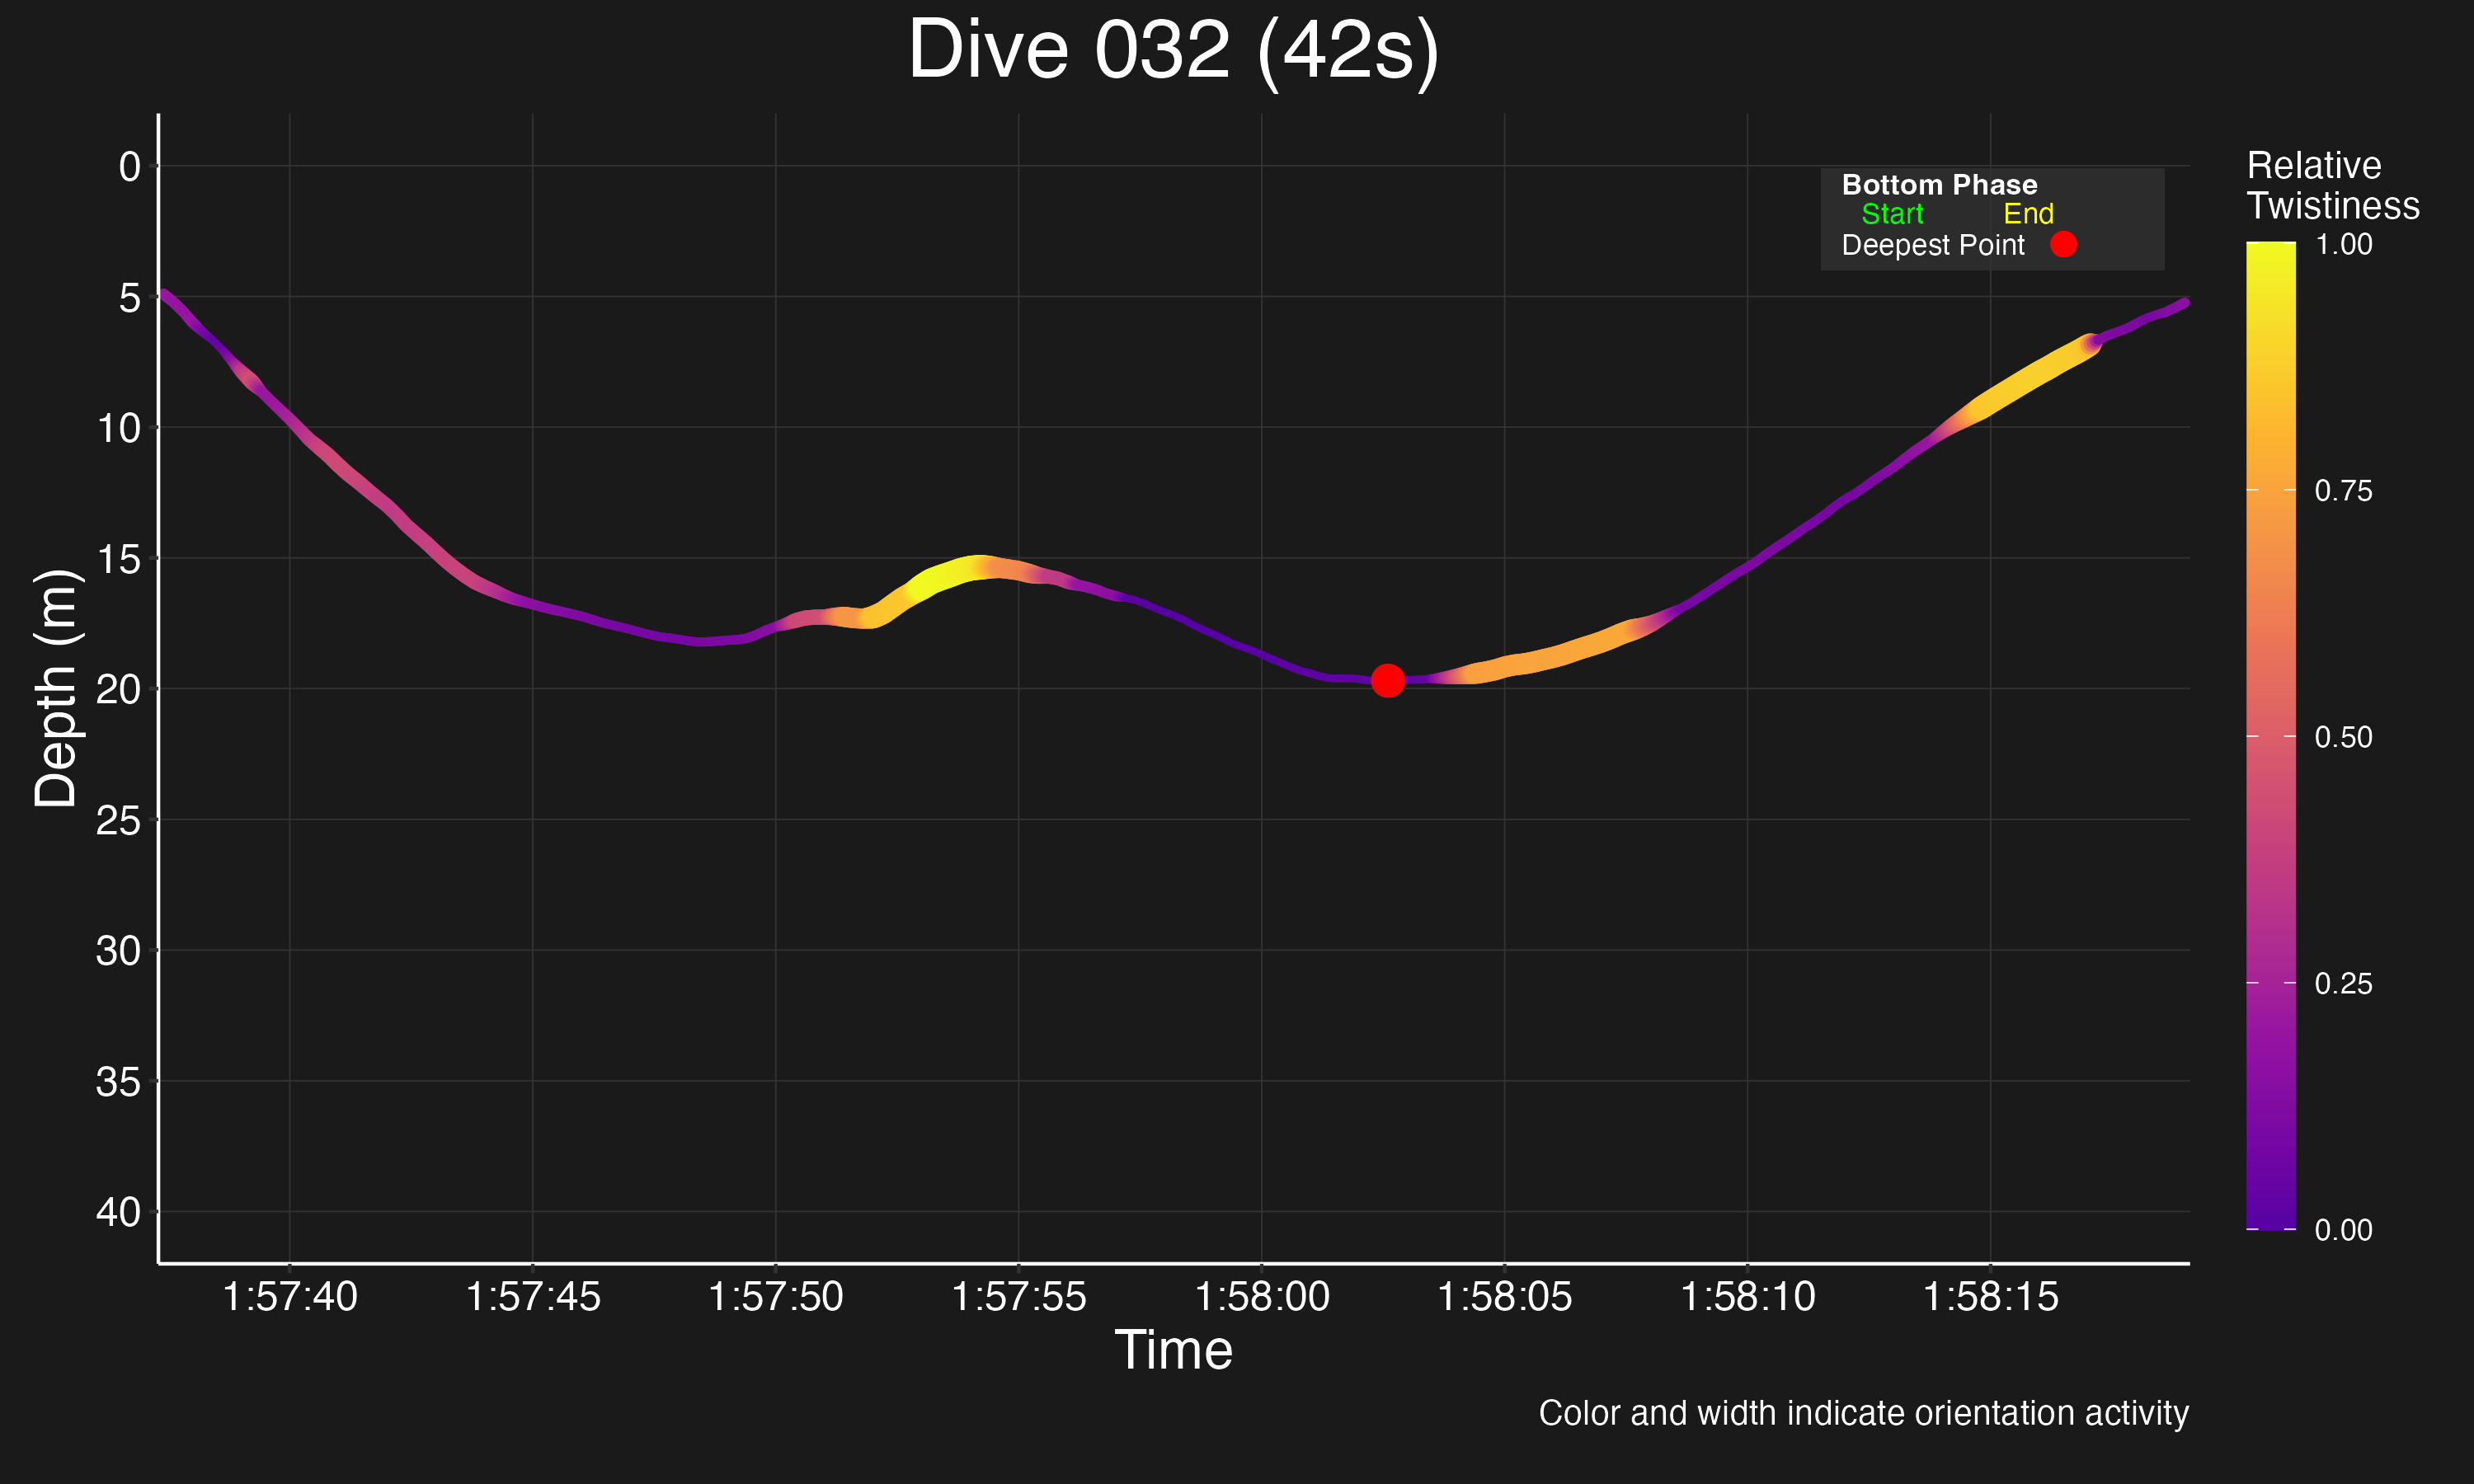 Dive 032 (42s)
Bottom Phase
Start End
Deepest Point
Relative
Twistiness
1.00
0.75
0.50
0.25
0.00
Depth (m)
0
5
10
15
20
25
30
35
40
1:57:40 1:57:45 1:57:50 1:57:55 1:58:00 1:58:05 1:58:10 1:58:15
Time
Color and width indicate orientation activity